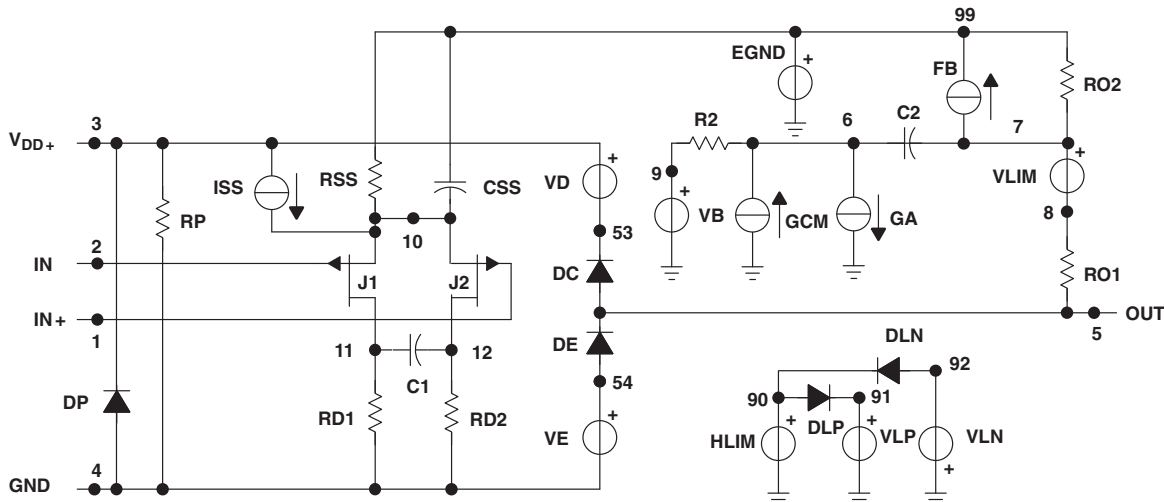 99
EGND
+
FB
RO2
V DD+
3
R2
6
C2
7
ISS
RSS
CSS
VD
+
9
+
VB
GCM
GA
+
VLIM
8
RP
10
53
2
IN
J1
J2
DC
RO1
IN+
1
OUT
5
11
12
DE
C1
54
DLN
92
DP
RD1
RD2
+
VE
90
91
DLP
HLIM
+
+
VLP
VLN
+
4
GND